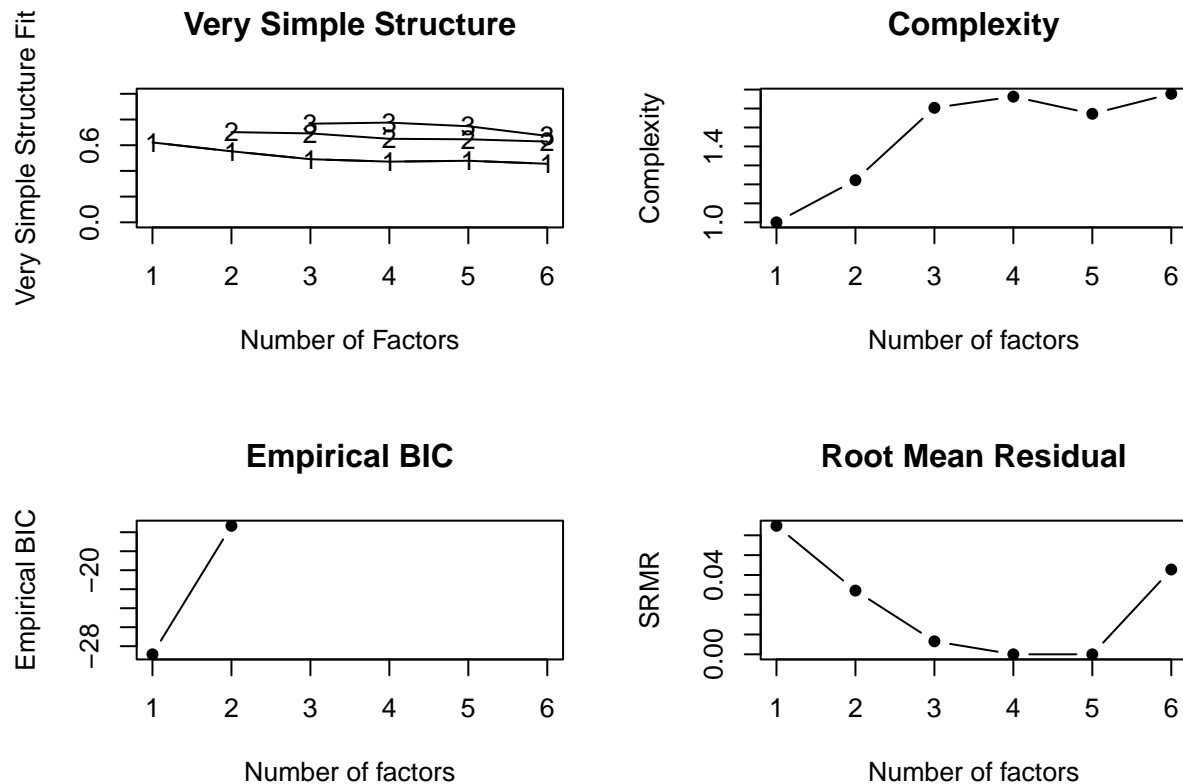 Very Simple Structure
Very Simple Structure Fit
0.0 0.6
1 1 1 1 1 1
2 2 2 2 2
3 3 3 3
1 2 3 4 5 6
Number of Factors
Complexity
Complexity
1.0 1.4
1 2 3 4 5 6
Number of factors
Empirical BIC
Empirical BIC
−28 −20
1 2 3 4 5 6
Number of factors
Root Mean Residual
SRMR
0.00 0.04
1 2 3 4 5 6
Number of factors